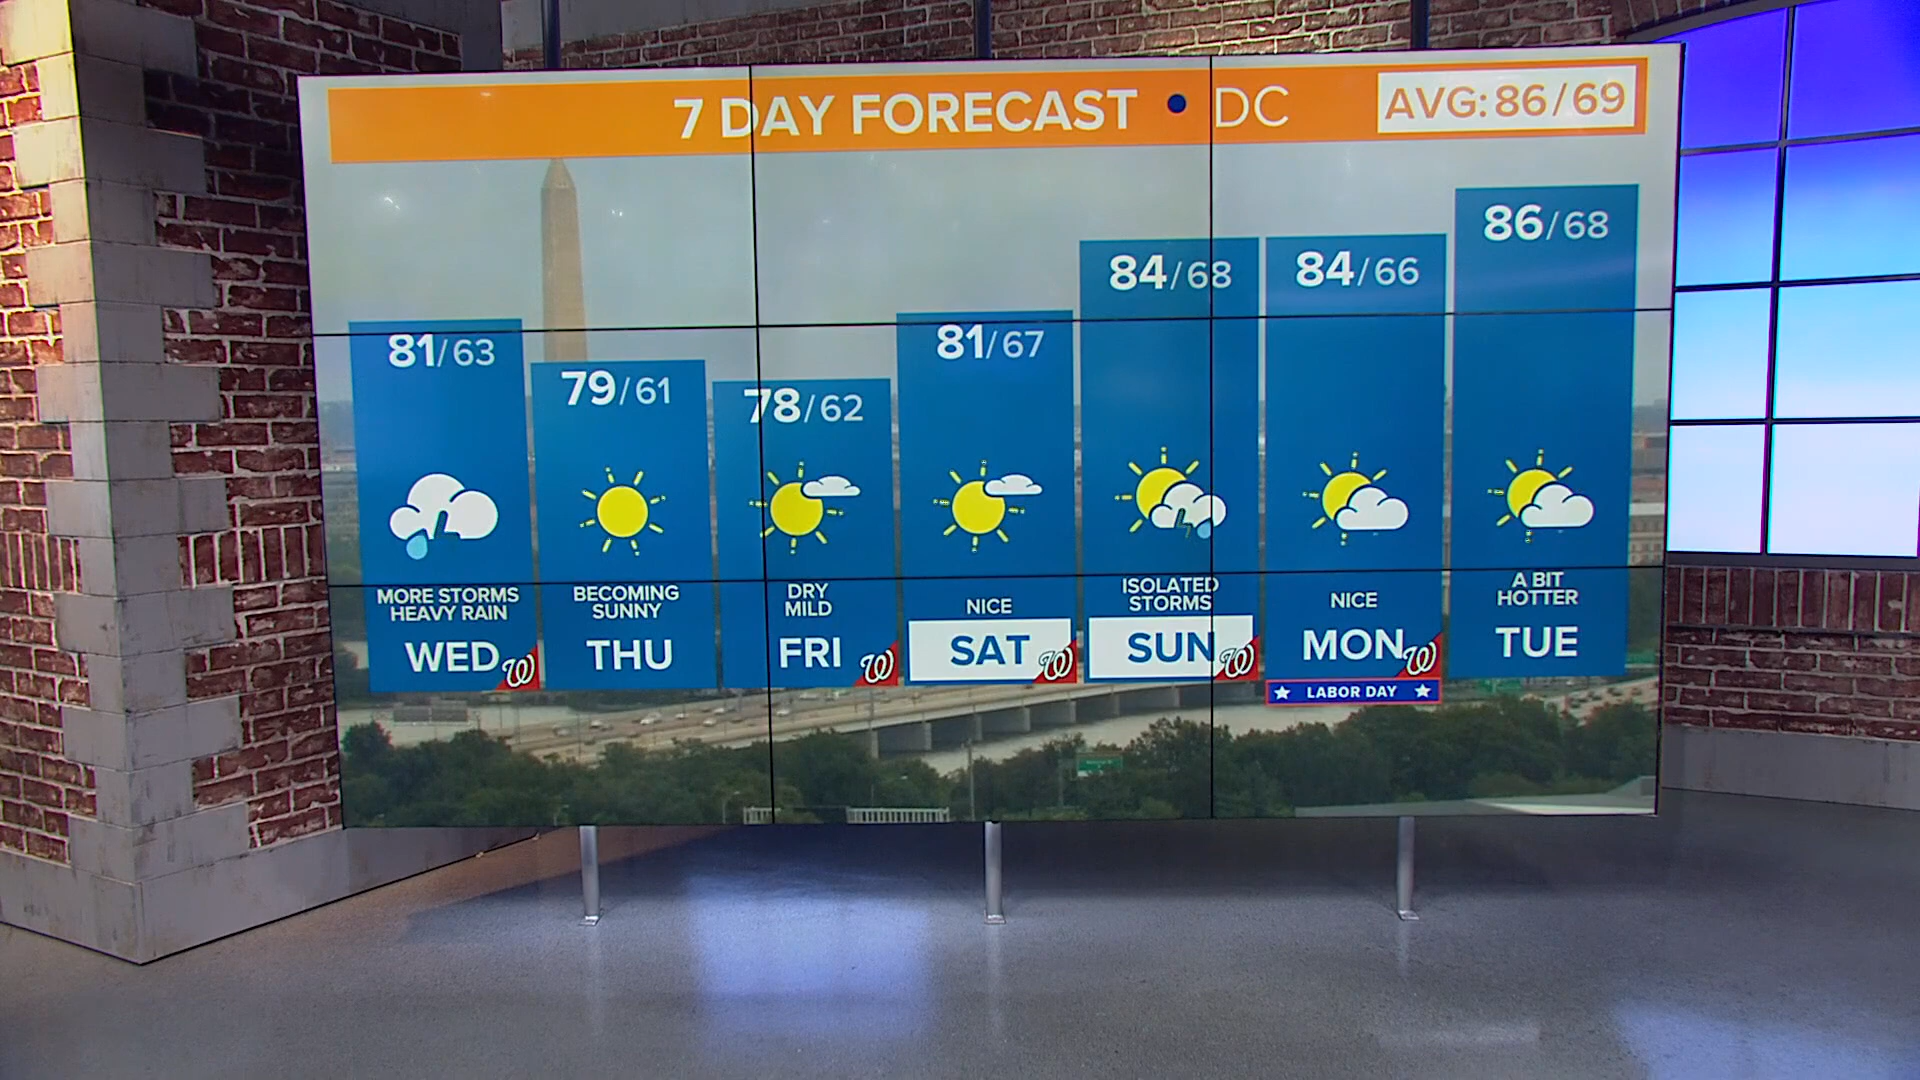 7 DAY FORECAST • DC
AVG: 86/69
81/63
MORE STORMS
HEAVY RAIN
WED
W
79/61
BECOMING
SUNNY
THU
78/62
DRY
MILD
FRI
W
81/67
NICE
SAT
W
84/68
ISOLATED
STORMS
SUN
W
84/66
NICE
MON
W
LABOR DAY
86/68
A BIT
HOTTER
TUE